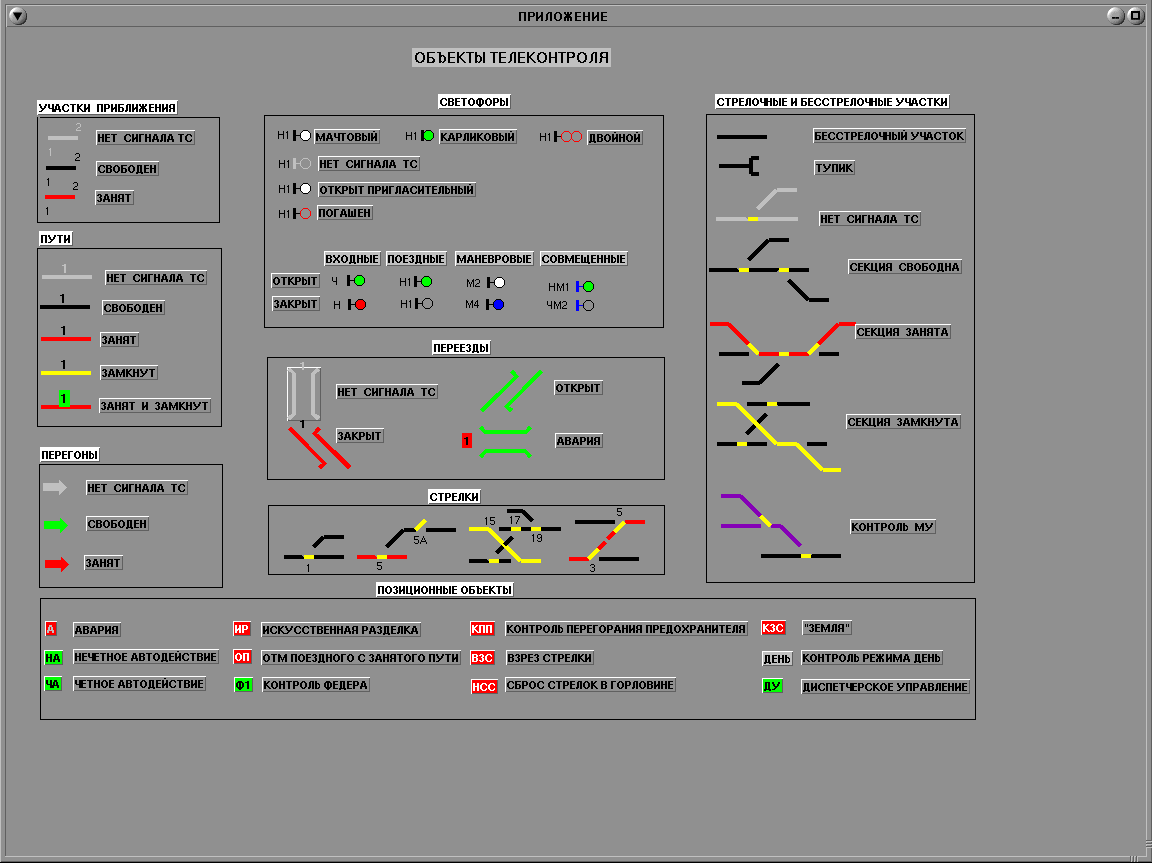 ПРИЛОЖЕНИЕ
ОБЪЕКТЫ ТЕЛЕКОНТРОЛЯ
УЧАСТКИ ПРИБЛИЖЕНИЯ
2
НЕТ СИГНАЛА ТС
1
2
СВОБОДЕН
1
2
ЗАНЯТ
1
ПУТИ
1
НЕТ СИГНАЛА ТС
1
СВОБОДЕН
1
ЗАНЯТ
1
ЗАМКНУТ
1
ЗАНЯТ И ЗАМКНУТ
ПЕРЕГОНЫ
НЕТ СИГНАЛА ТС
СВОБОДЕН
ЗАНЯТ
СВЕТОФОРЫ
Н1 МАЧТОВЫЙ Н1 КАРЛИКОВЫЙ Н1 ДВОЙНОЙ
Н1 НЕТ СИГНАЛА ТС
Н1 ОТКРЫТ ПРИГЛАСИТЕЛЬНЫЙ
Н1 ПОГАШЕН
ВХОДНЫЕ ПОЕЗДНЫЕ МАНЕВРОВЫЕ СОВМЕЩЕННЫЕ
ОТКРЫТ Ч Н1 М2 НМ1
ЗАКРЫТ Н Н1 М4 ЧМ2
ПЕРЕЕЗДЫ
1
НЕТ СИГНАЛА ТС
ОТКРЫТ
1
ЗАКРЫТ
1
АВАРИЯ
СТРЕЛКИ
1
5 5А
15 17 19
5
3
СТРЕЛОЧНЫЕ И БЕССТРЕЛОЧНЫЕ УЧАСТКИ
БЕССТРЕЛОЧНЫЙ УЧАСТОК
ТУПИК
НЕТ СИГНАЛА ТС
СЕКЦИЯ СВОБОДНА
СЕКЦИЯ ЗАНЯТА
СЕКЦИЯ ЗАМКНУТА
КОНТРОЛЬ МУ
ПОЗИЦИОННЫЕ ОБЪЕКТЫ
А АВАРИЯ ИР ИСКУССТВЕННАЯ РАЗДЕЛКА КПП КОНТРОЛЬ ПЕРЕГОРАНИЯ ПРЕДОХРАНИТЕЛЯ КЗС "ЗЕМЛЯ"
НА НЕЧЕТНОЕ АВТОДЕЙСТВИЕ ОП ОТМ ПОЕЗДНОГО С ЗАНЯТОГО ПУТИ ВЗС ВЗРЕЗ СТРЕЛКИ ДЕНЬ КОНТРОЛЬ РЕЖИМА ДЕНЬ
ЧА ЧЕТНОЕ АВТОДЕЙСТВИЕ Ф1 КОНТРОЛЬ ФЕДЕРА НСС СБРОС СТРЕЛОК В ГОРЛОВИНЕ ДУ ДИСПЕТЧЕРСКОЕ УПРАВЛЕНИЕ